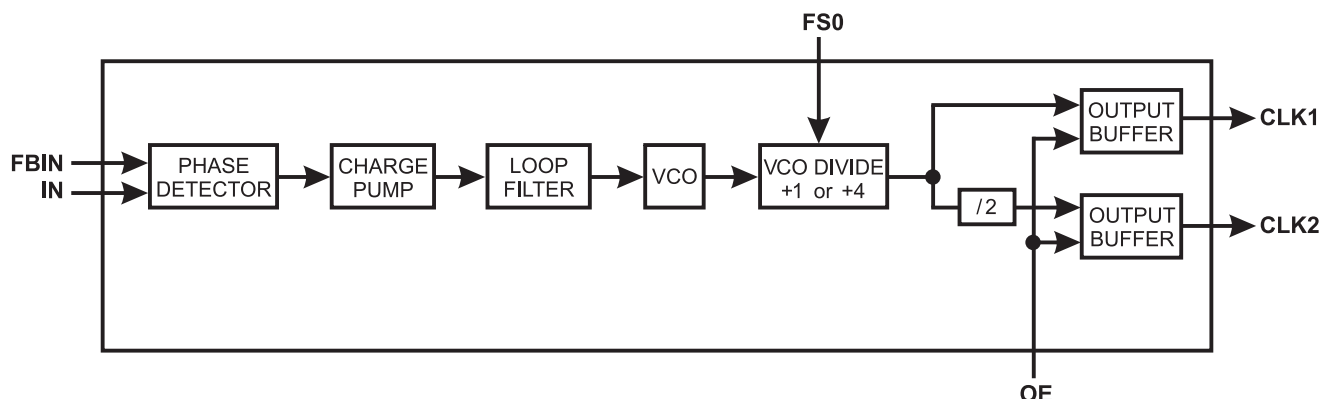 FS0
FBIN
IN
PHASE
DETECTOR
CHARGE
PUMP
LOOP
FILTER
VCO
VCO DIVIDE
+1 or +4
/2
OUTPUT
BUFFER
CLK1
OUTPUT
BUFFER
CLK2
OE